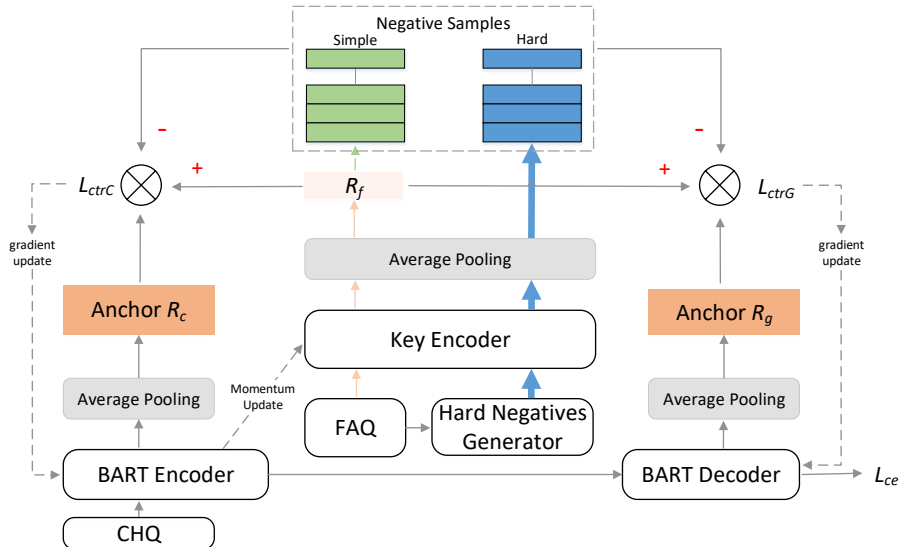 Negative Samples
Simple
Hard
-
-
+
+
L_ctrC
R_f
L_ctrG
gradient
update
gradient
update
Average Pooling
Anchor R_c
Anchor R_g
Key Encoder
Momentum
Update
Average Pooling
Average Pooling
FAQ
Hard Negatives
Generator
BART Encoder
BART Decoder
L_ce
CHQ